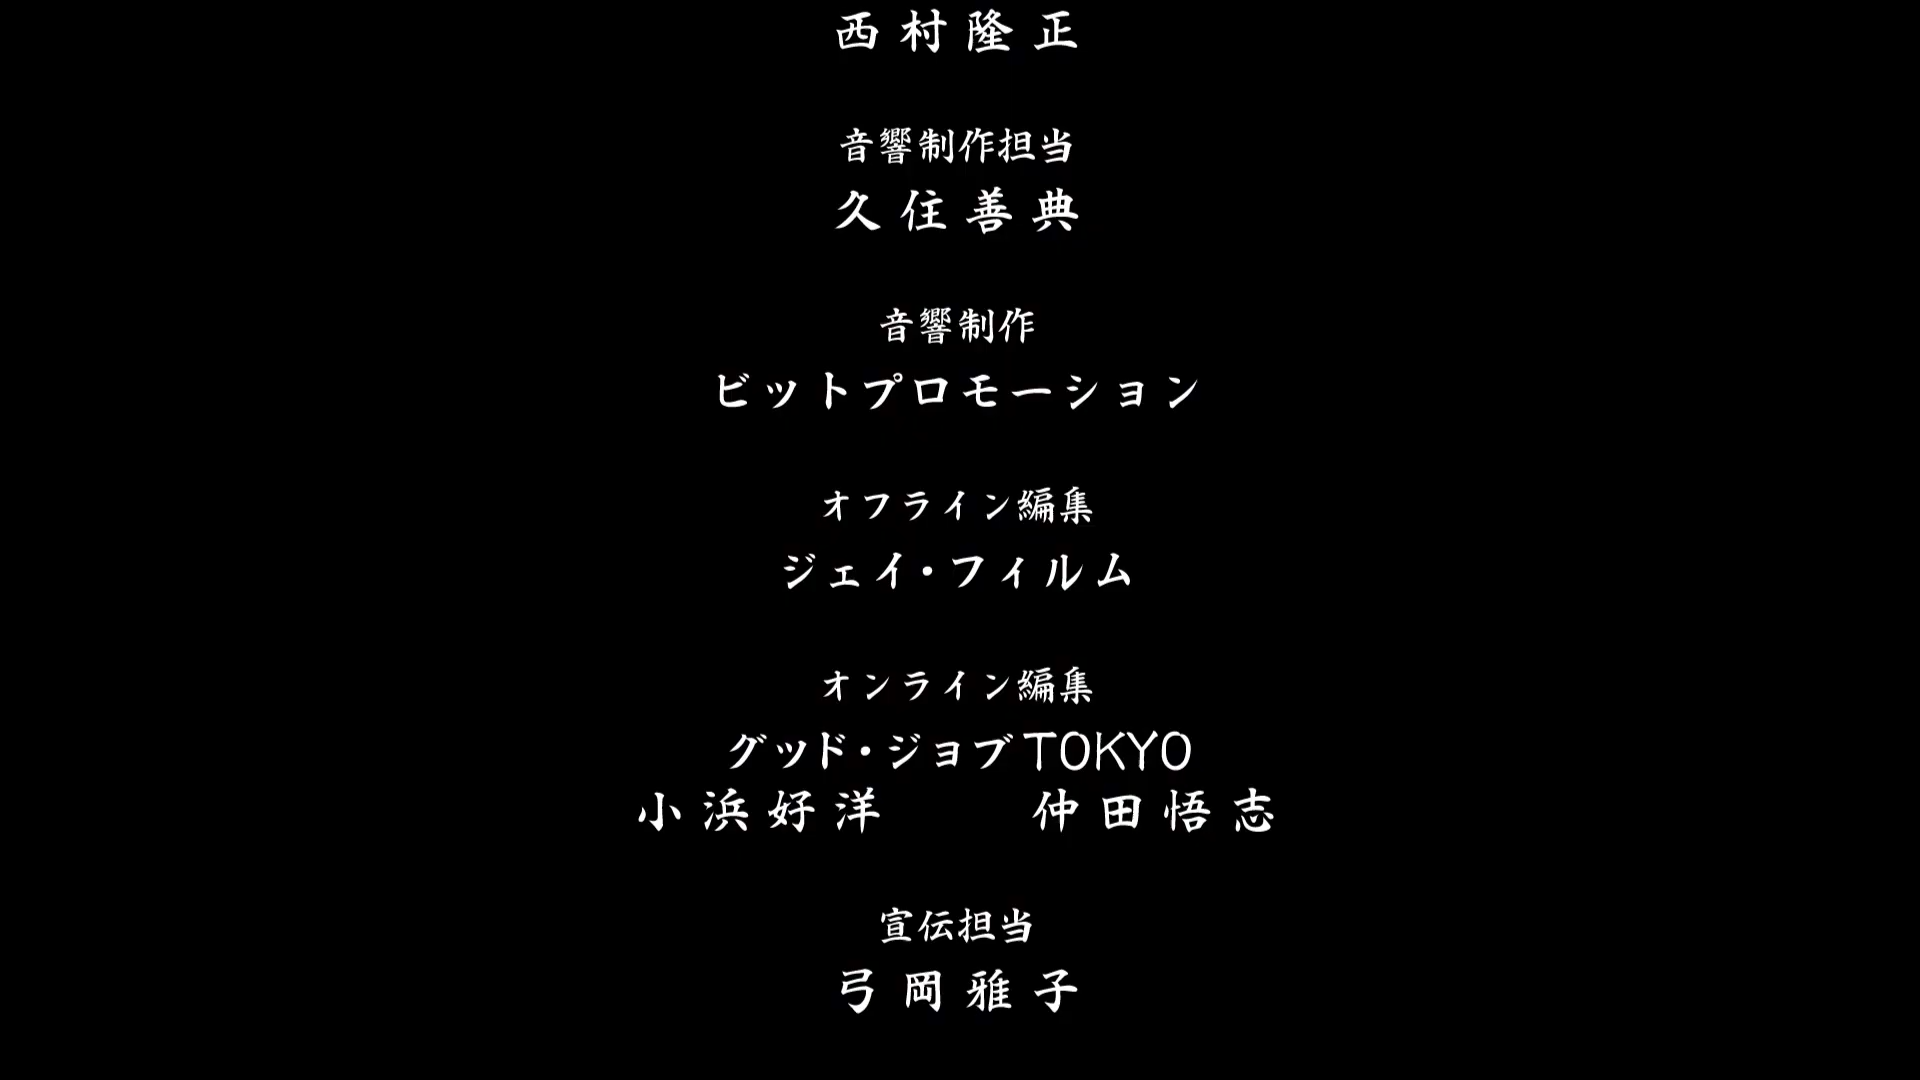 西村隆正
音響制作担当
久住善典
音響制作
ビットプロモーション
オフライン編集
ジェイ・フィルム
オンライン編集
グッド・ジョブTOKYO
小浜好洋 仲田悟志
宣伝担当
弓岡雅子